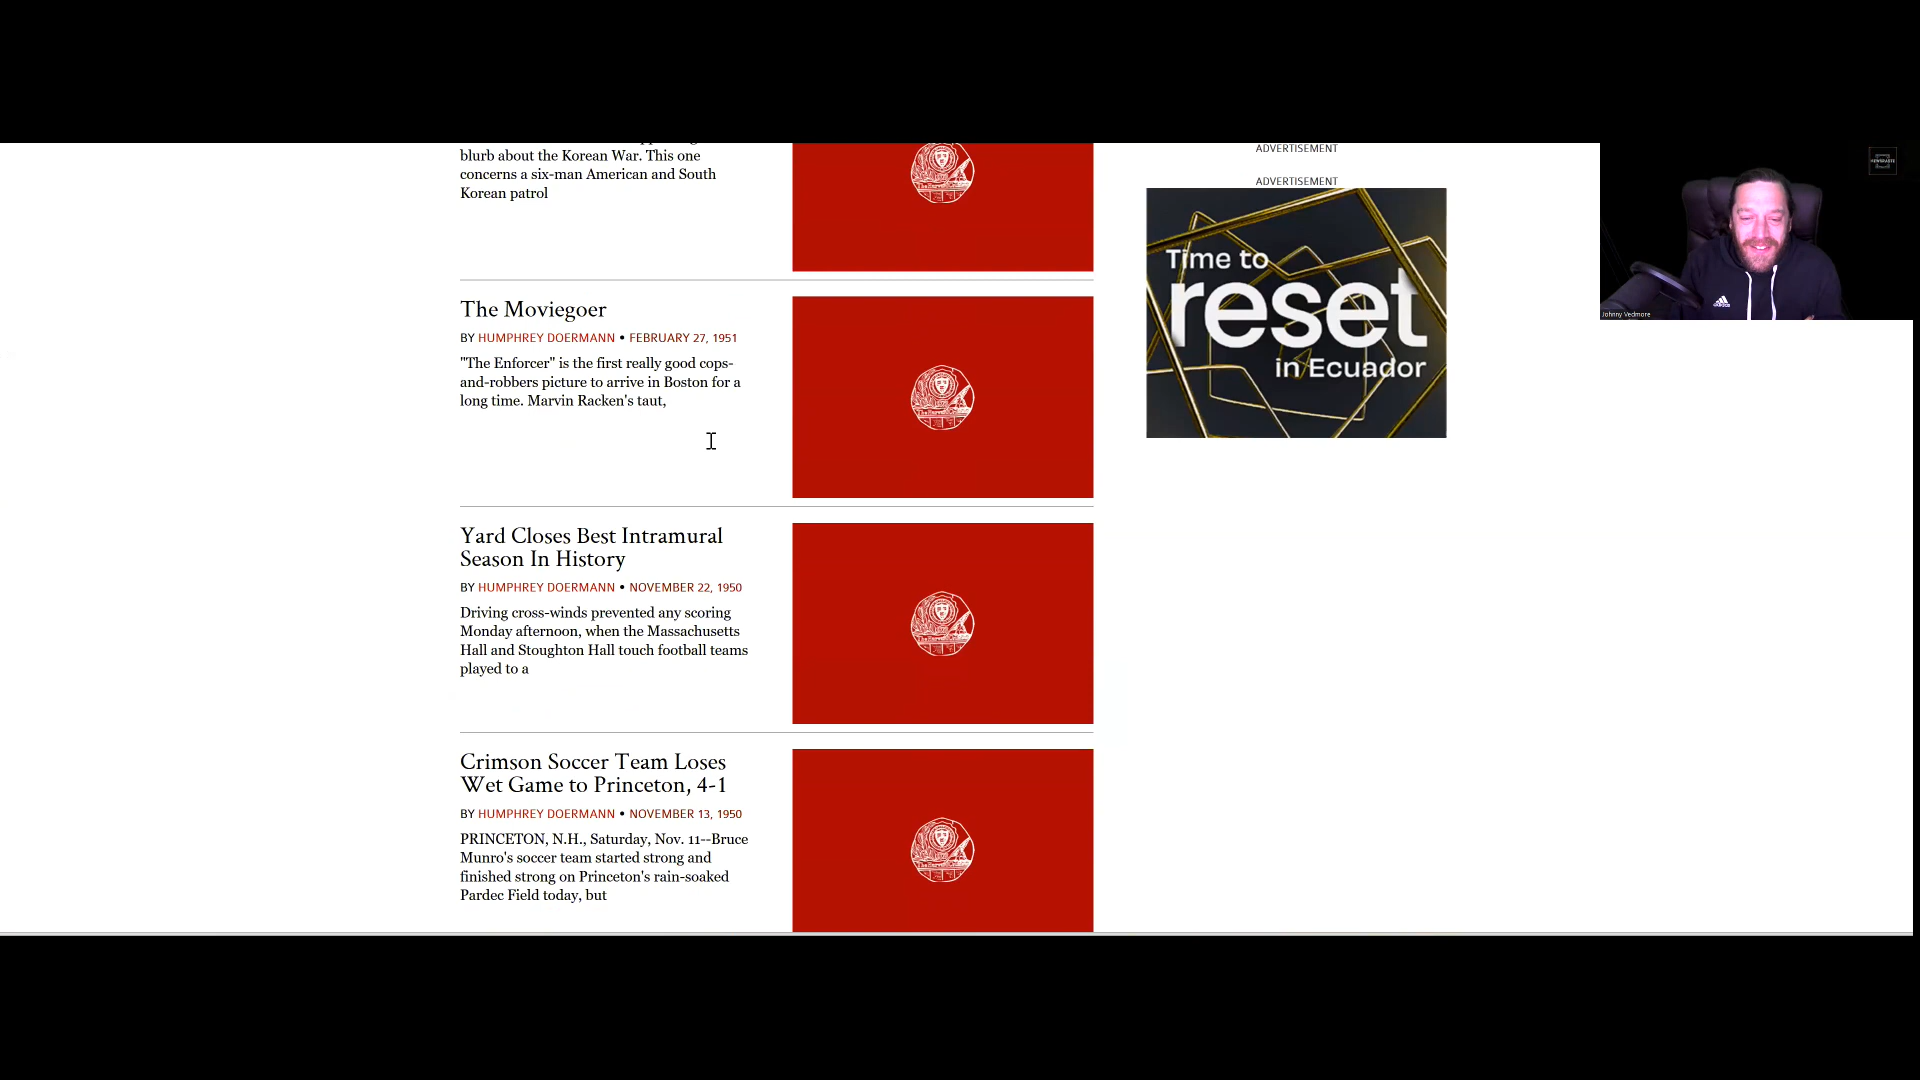 blurb about the Korean War. This one
concerns a six-man American and South
Korean patrol
The Moviegoer
BY HUMPHREY DOERMANN • FEBRUARY 27, 1951
"The Enforcer" is the first really good cops-
and-robbers picture to arrive in Boston for a
long time. Marvin Racken's taut,
Yard Closes Best Intramural
Season In History
BY HUMPHREY DOERMANN • NOVEMBER 22, 1950
Driving cross-winds prevented any scoring
Monday afternoon, when the Massachusetts
Hall and Stoughton Hall touch football teams
played to a
Crimson Soccer Team Loses
Wet Game to Princeton, 4-1
BY HUMPHREY DOERMANN • NOVEMBER 13, 1950
PRINCETON, N.H., Saturday, Nov. 11--Bruce
Munro's soccer team started strong and
finished strong on Princeton's rain-soaked
Pardec Field today, but
ADVERTISEMENT
ADVERTISEMENT
Time to
reset
in Ecuador
adidas
Johnny Vedmore
NEWSPASTE